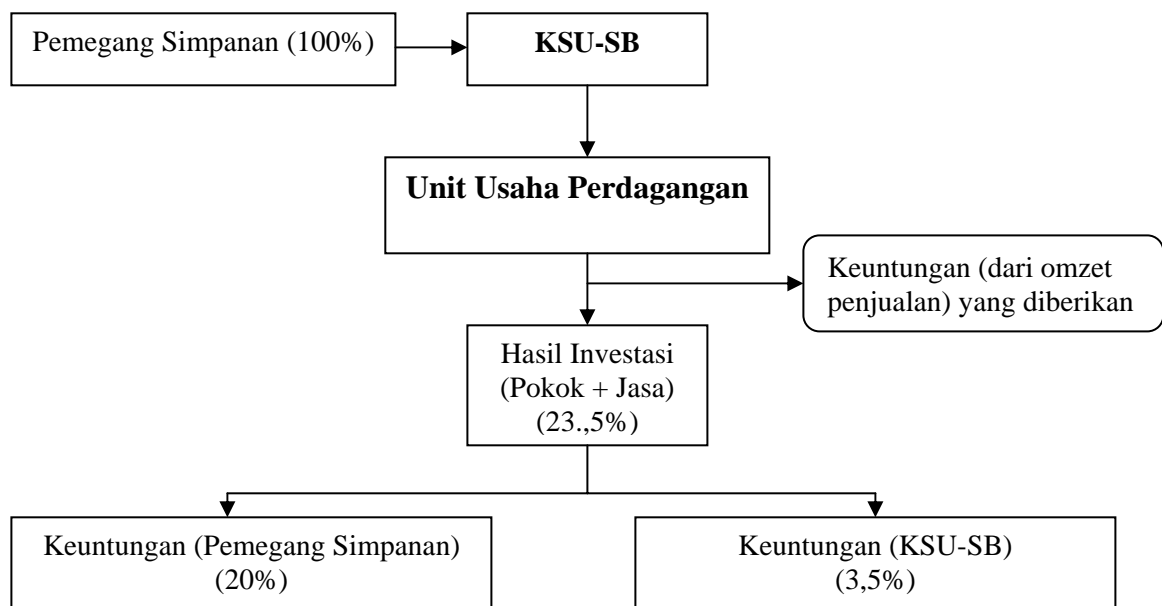 Pemegang Simpanan (100%)
KSU-SB
Unit Usaha Perdagangan
Keuntungan (dari omzet
penjualan) yang diberikan
Hasil Investasi
(Pokok + Jasa)
(23.,5%)
Keuntungan (Pemegang Simpanan)
(20%)
Keuntungan (KSU-SB)
(3,5%)